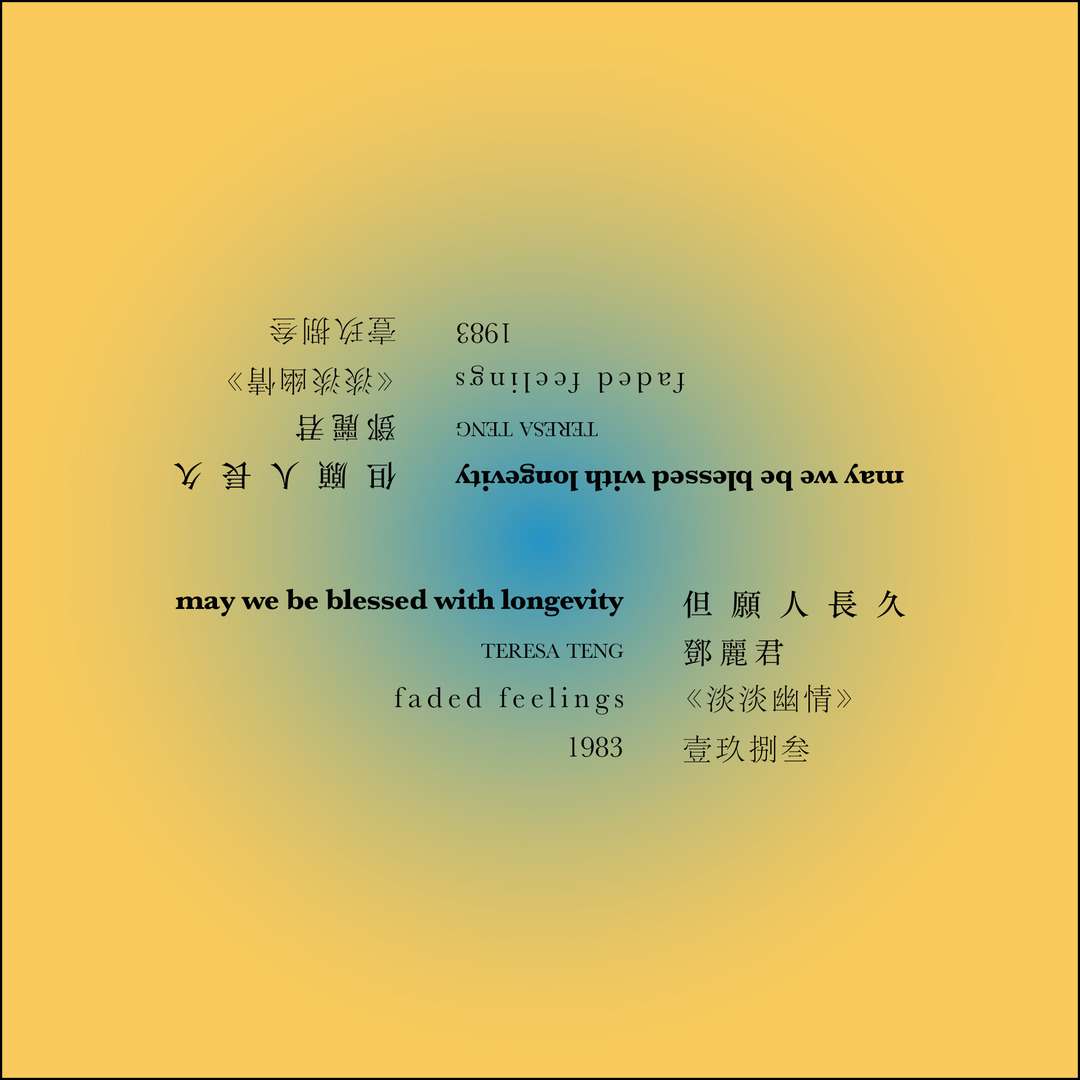 壹玖捌叁 1983
《淡淡幽情》 faded feelings
鄧麗君 TERESA TENG
但願人長久 may we be blessed with longevity
may we be blessed with longevity 但願人長久
TERESA TENG 鄧麗君
faded feelings 《淡淡幽情》
1983 壹玖捌叁